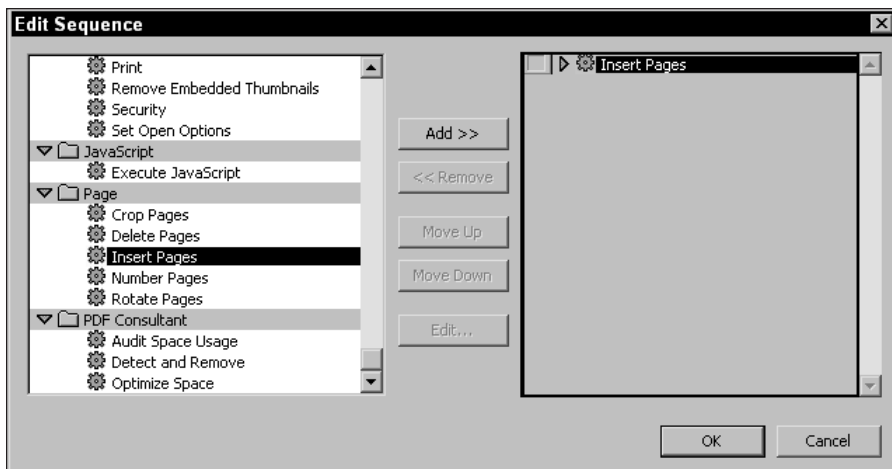 Edit Sequence
Print
Remove Embedded Thumbnails
Security
Set Open Options
JavaScript
Execute JavaScript
Page
Crop Pages
Delete Pages
Insert Pages
Number Pages
Rotate Pages
PDF Consultant
Audit Space Usage
Detect and Remove
Optimize Space
Add >>
<< Remove
Move Up
Move Down
Edit...
Insert Pages
OK
Cancel